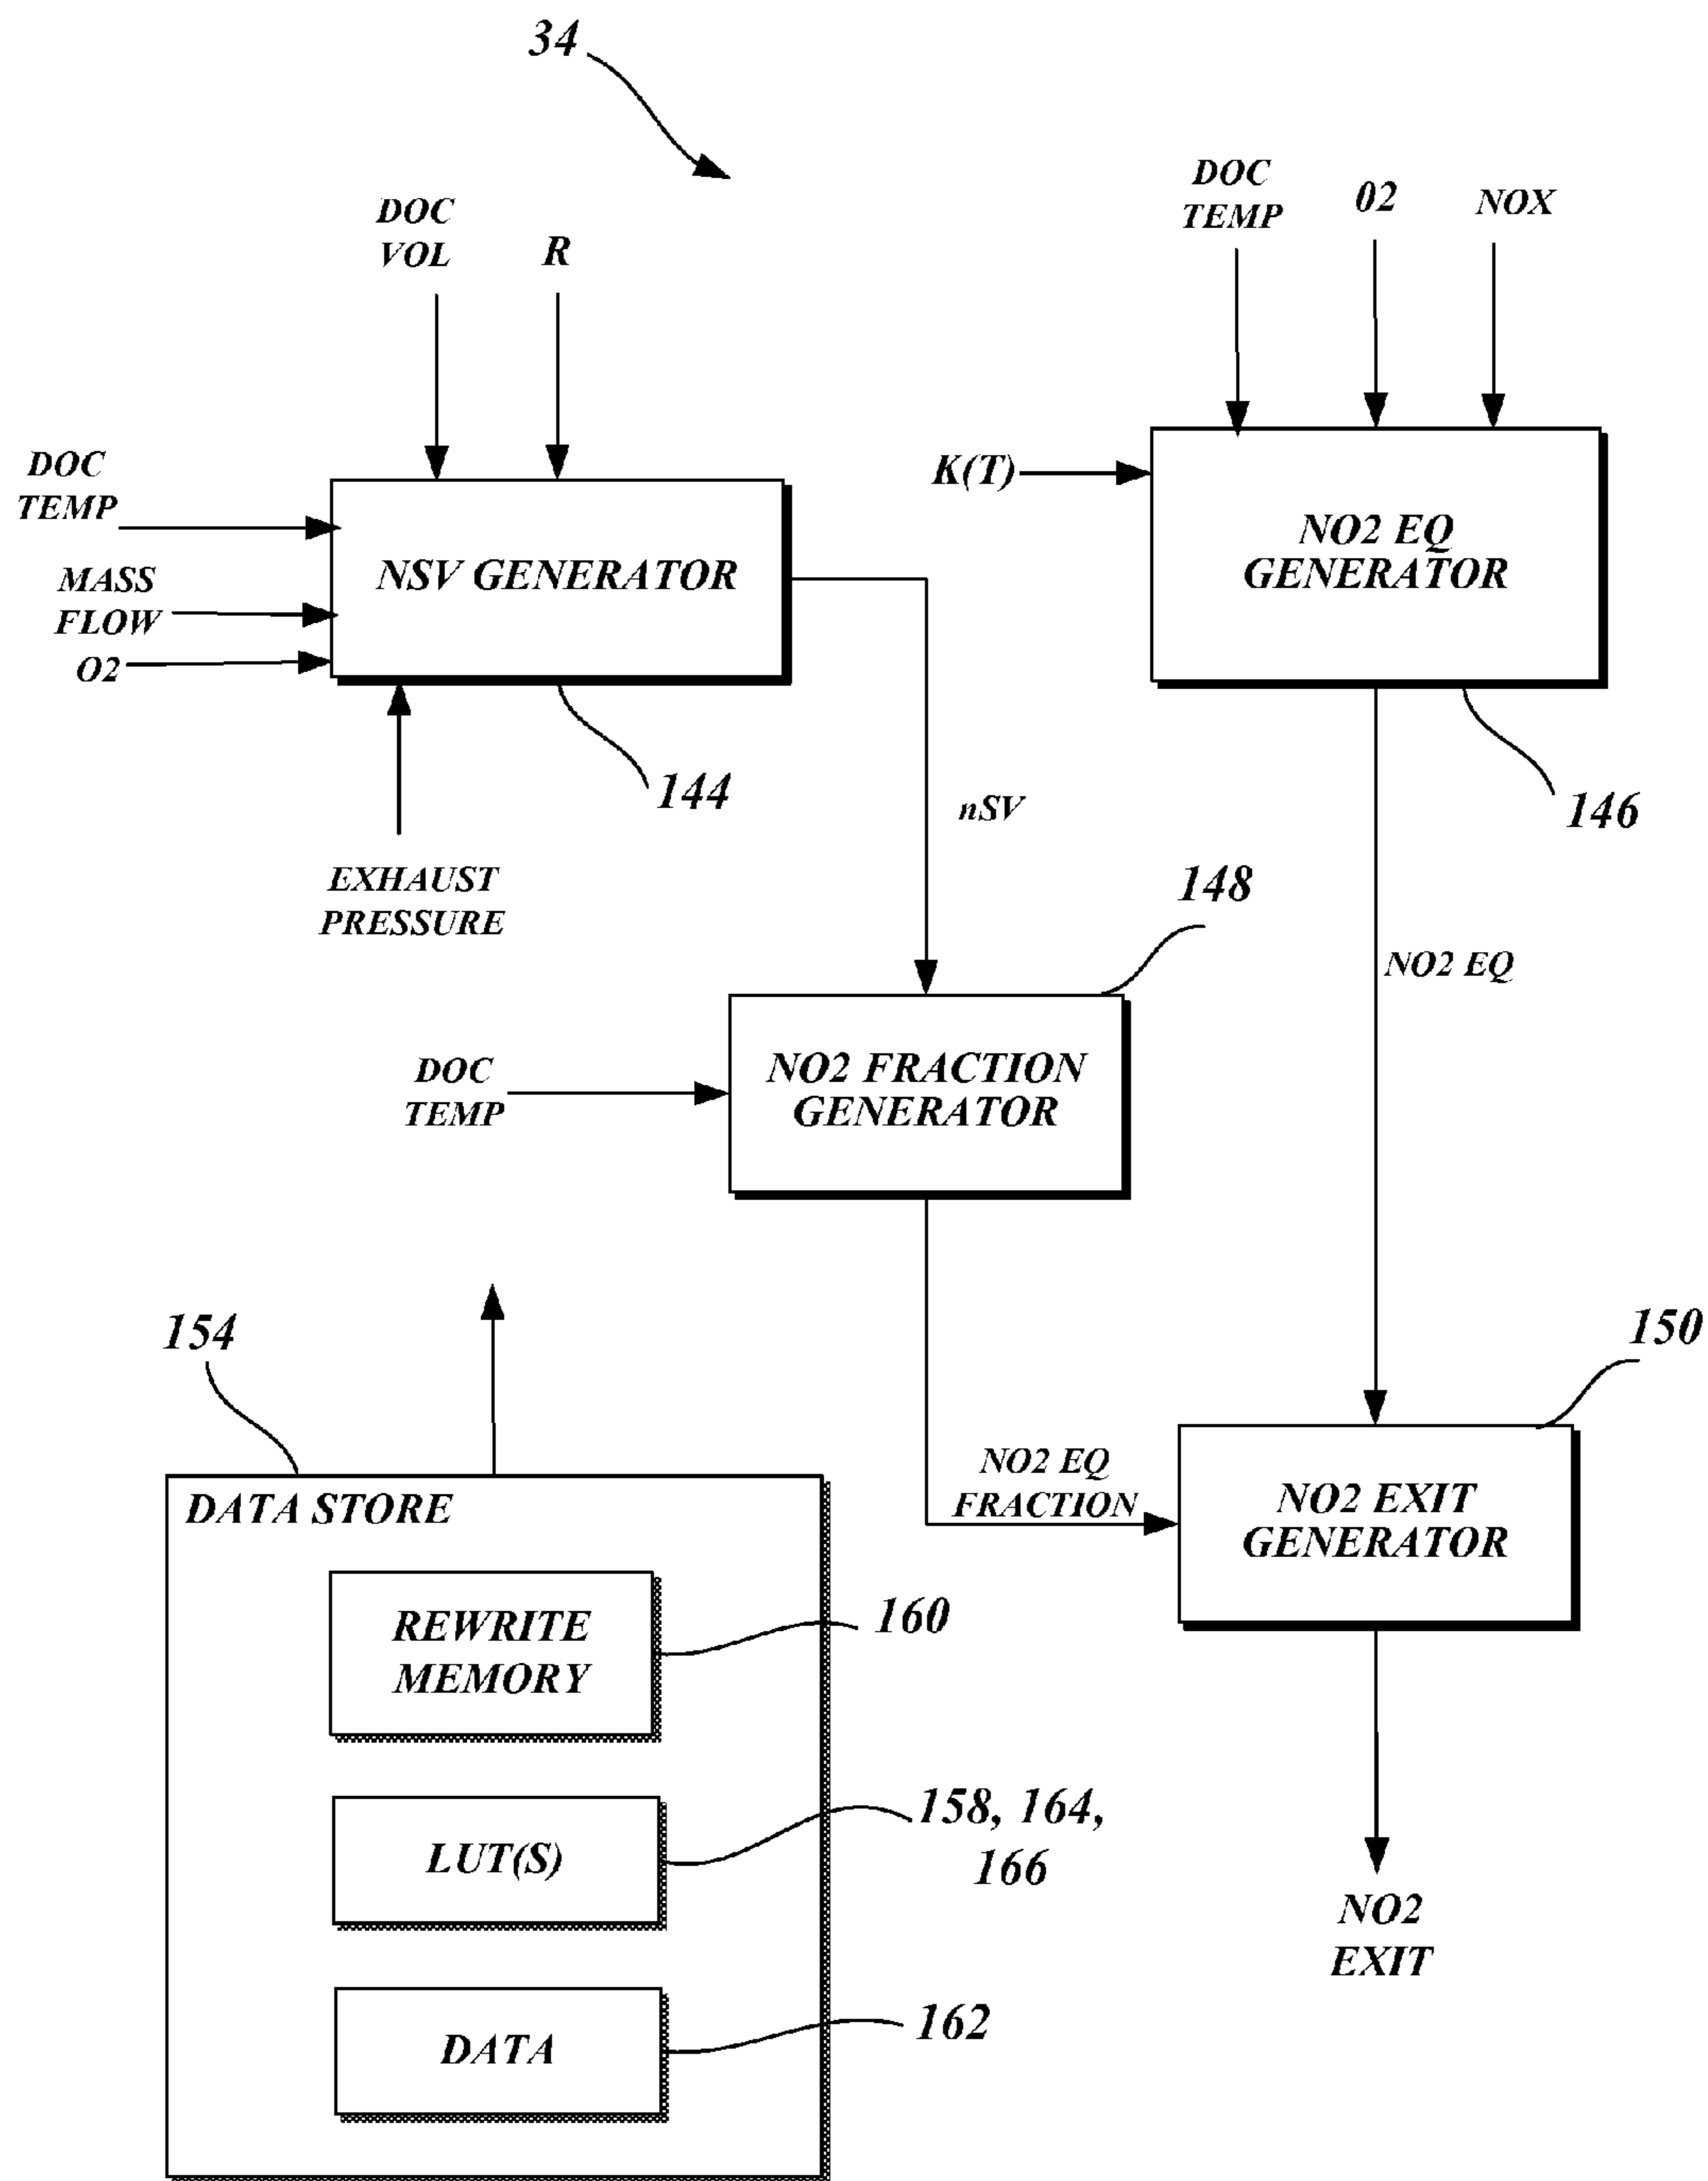 34
DOC
VOL
R
DOC
TEMP
02
NOX
DOC
TEMP
MASS
FLOW
O2
NSV GENERATOR
K(T)
NO2 EQ
GENERATOR
144
146
EXHAUST
PRESSURE
nSV
148
NO2 EQ
DOC
TEMP
NO2 FRACTION
GENERATOR
154
150
NO2 EQ
FRACTION
NO2 EXIT
GENERATOR
DATA STORE
REWRITE
MEMORY
160
LUT(S)
158, 164,
166
NO2
EXIT
DATA
162